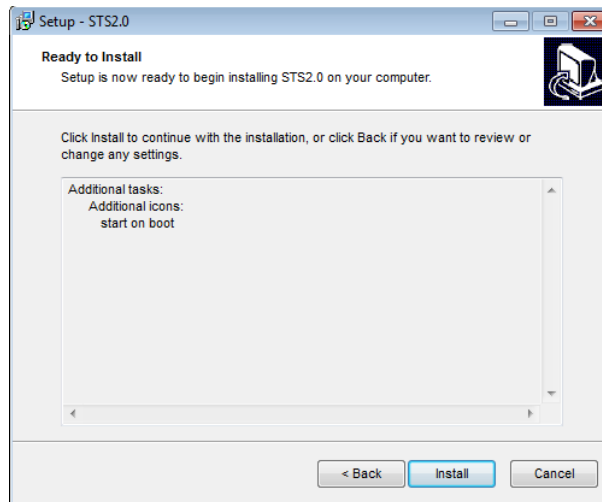 Setup - STS2.0
Ready to Install
Setup is now ready to begin installing STS2.0 on your computer.
Click Install to continue with the installation, or click Back if you want to review or
change any settings.
Additional tasks:
Additional icons:
start on boot
< Back Install Cancel